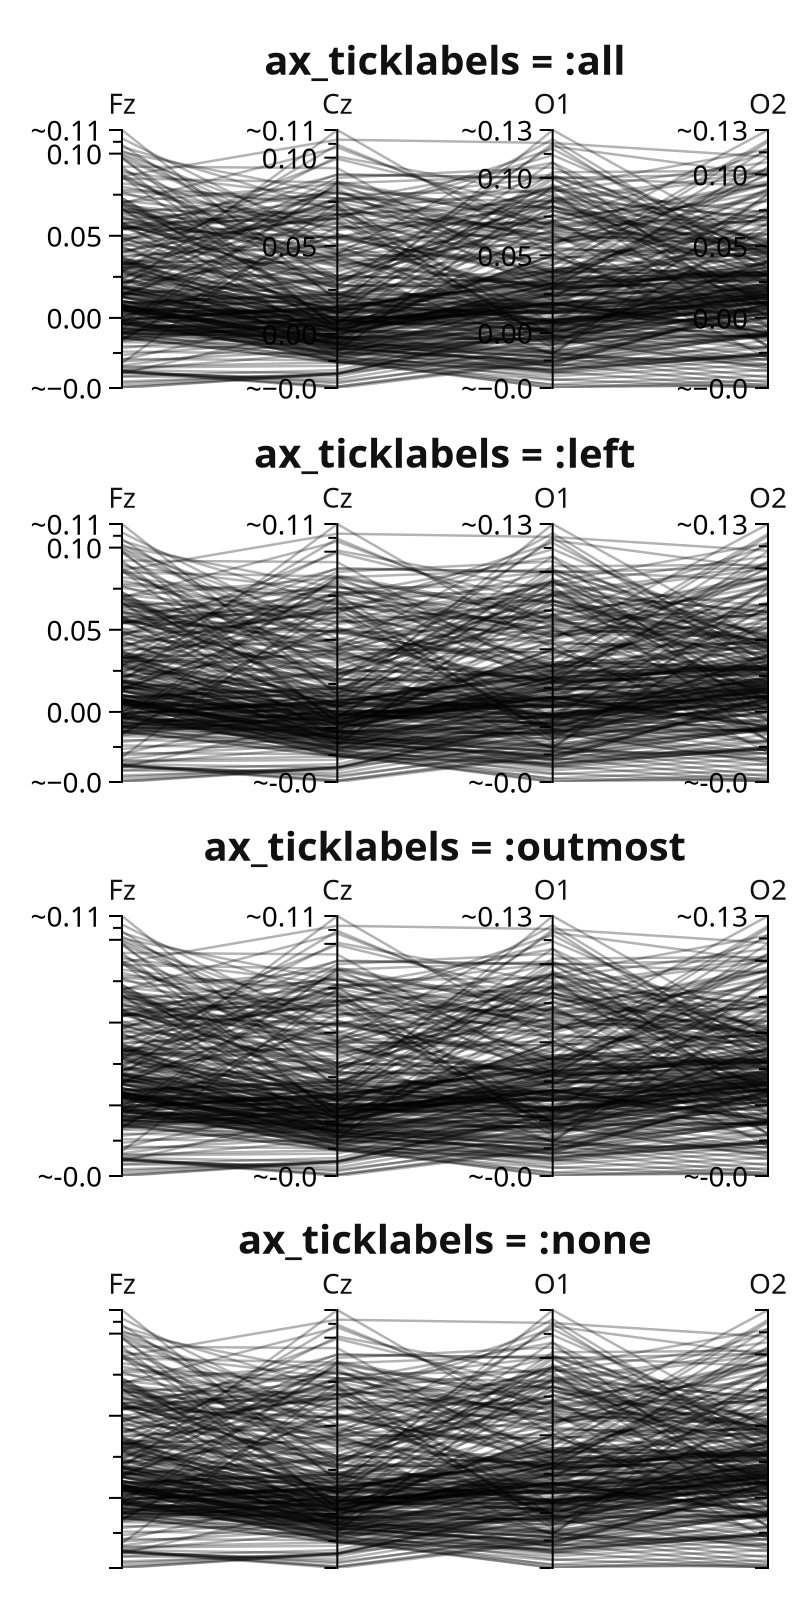 ax_ticklabels = :all
Fz Cz O1 O2
~0.11 ~0.11 ~0.13 ~0.13
0.10 0.10 0.10 0.10
0.05 0.05 0.05 0.05
0.00 0.00 0.00 0.00
~−0.0 ~−0.0 ~−0.0 ~−0.0
ax_ticklabels = :left
Fz Cz O1 O2
~0.11 ~0.11 ~0.13 ~0.13
0.10
0.05
0.00
~−0.0 ~-0.0 ~-0.0 ~-0.0
ax_ticklabels = :outmost
Fz Cz O1 O2
~0.11 ~0.11 ~0.13 ~0.13
~-0.0 ~-0.0 ~-0.0 ~-0.0
ax_ticklabels = :none
Fz Cz O1 O2